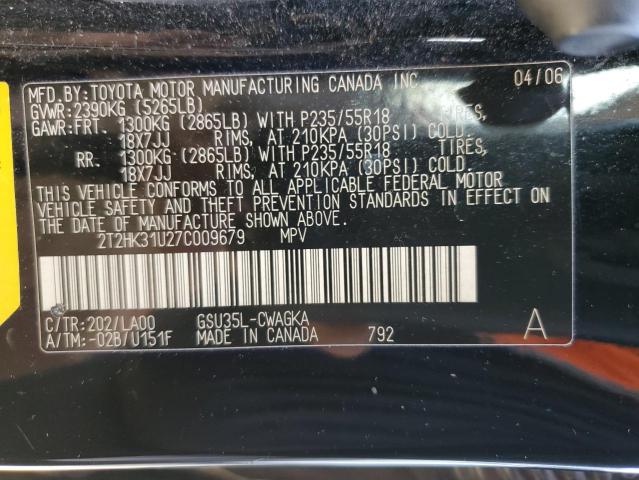 MFD.BY:TOYOTA MOTOR MANUFACTURING CANADA INC 04/06
GVWR:2390KG (5265LB)
GAWR:FRT- 1300KG (2865LB) WITH P235/55R18 TIRES,
18X7JJ RIMS, AT 210KPA (30PSI) COLD.
RR- 1300KG (2865LB) WITH P235/55R18 TIRES,
18X7JJ RIMS, AT 210KPA (30PSI) COLD.
THIS VEHICLE CONFORMS TO ALL APPLICABLE FEDERAL MOTOR
VEHICLE SAFETY AND THEFT PREVENTION STANDARDS IN EFFECT ON
THE DATE OF MANUFACTURE SHOWN ABOVE.
2T2HK31U27C009679 MPV
C/TR:202/LA00 GSU35L-CWAGKA
A/TM:-02B/U151F MADE IN CANADA 792 A